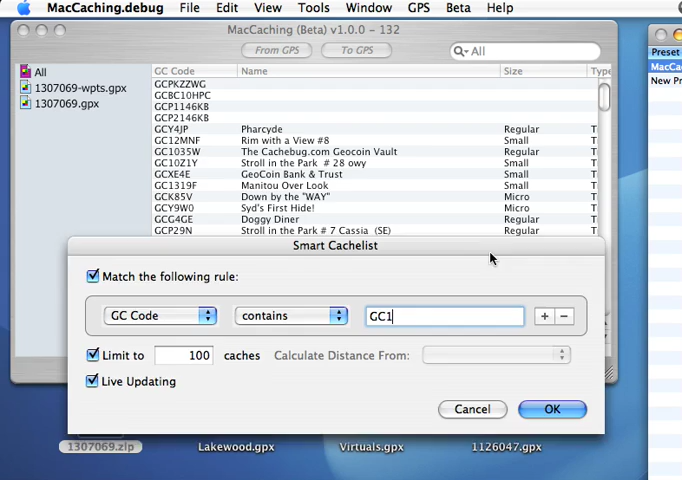 MacCaching.debug File Edit View Smart Tools Window GPS Beta Help
MacCaching (Beta) v1.0.0 - 132
From GPS To GPS All
GC Code Name Size Type
All
1307069-wpts.gpx
1307069.gpx
GCPKZZWG
GCBC10HPC
GCP1146KB
GCP2146KB
GCY4JP Pharcyde Regular T
GC12MNF Rim with a View #8 Small T
GC1035W The Cachebug.com Geocoin Vault Regular T
GC10Z1Y Stroll in the Park # 28 owy Small T
GCXE4E GeoCoin Bank & Trust Small T
GC1319F Manitou Over Look Small T
GCK85V Down by the "WAY" Micro T
GCY9W0 Syd's First Hide! Micro T
GCG4GE Doggy Diner Regular T
GCP29N Stroll in the Park # 7 Cassia (SE) Regular T
Preset
MacCa
New Pr
Smart Cachelist
Match the following rule:
GC Code contains GC1 + −
Limit to 100 caches Calculate Distance From:
Live Updating
Cancel OK
1307069.zip Lakewood.gpx Virtuals.gpx 1126047.gpx